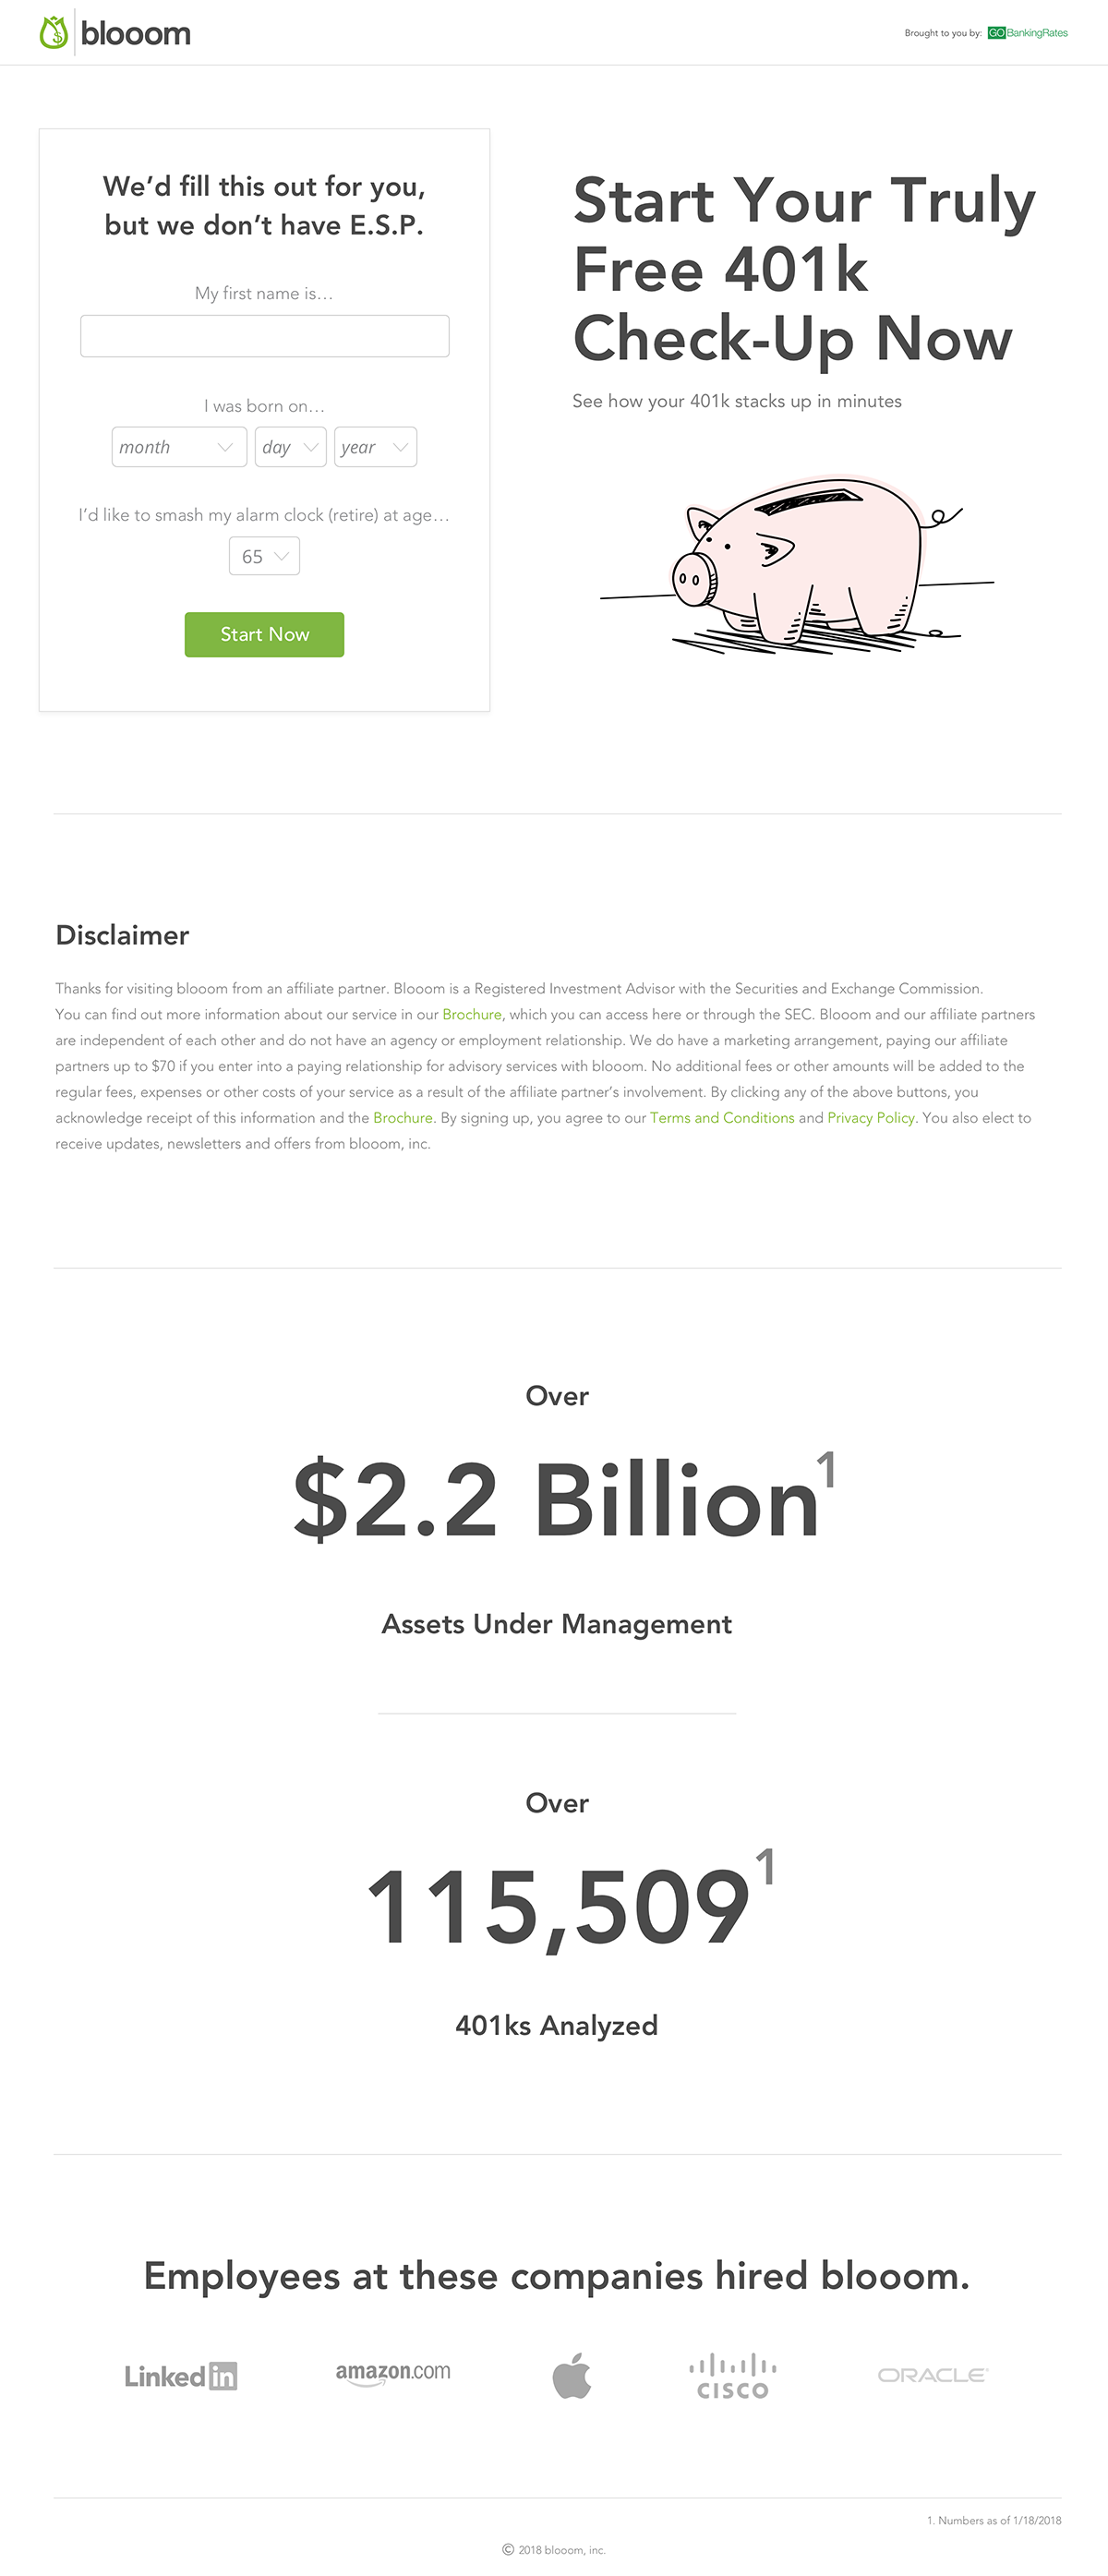 blooom
Brought to you by: GOBankingRates
We’d fill this out for you,
but we don’t have E.S.P.
My first name is…
I was born on…
month day year
I’d like to smash my alarm clock (retire) at age…
65
Start Now
Start Your Truly
Free 401k
Check-Up Now
See how your 401k stacks up in minutes
Disclaimer
Thanks for visiting blooom from an affiliate partner. Blooom is a Registered Investment Advisor with the Securities and Exchange Commission.
You can find out more information about our service in our Brochure, which you can access here or through the SEC. Blooom and our affiliate partners
are independent of each other and do not have an agency or employment relationship. We do have a marketing arrangement, paying our affiliate
partners up to $70 if you enter into a paying relationship for advisory services with blooom. No additional fees or other amounts will be added to the
regular fees, expenses or other costs of your service as a result of the affiliate partner’s involvement. By clicking any of the above buttons, you
acknowledge receipt of this information and the Brochure. By signing up, you agree to our Terms and Conditions and Privacy Policy. You also elect to
receive updates, newsletters and offers from blooom, inc.
Over
$2.2 Billion1
Assets Under Management
Over
115,5091
401ks Analyzed
Employees at these companies hired blooom.
Linkedin amazon.com CISCO ORACLE
1. Numbers as of 1/18/2018
© 2018 blooom, inc.